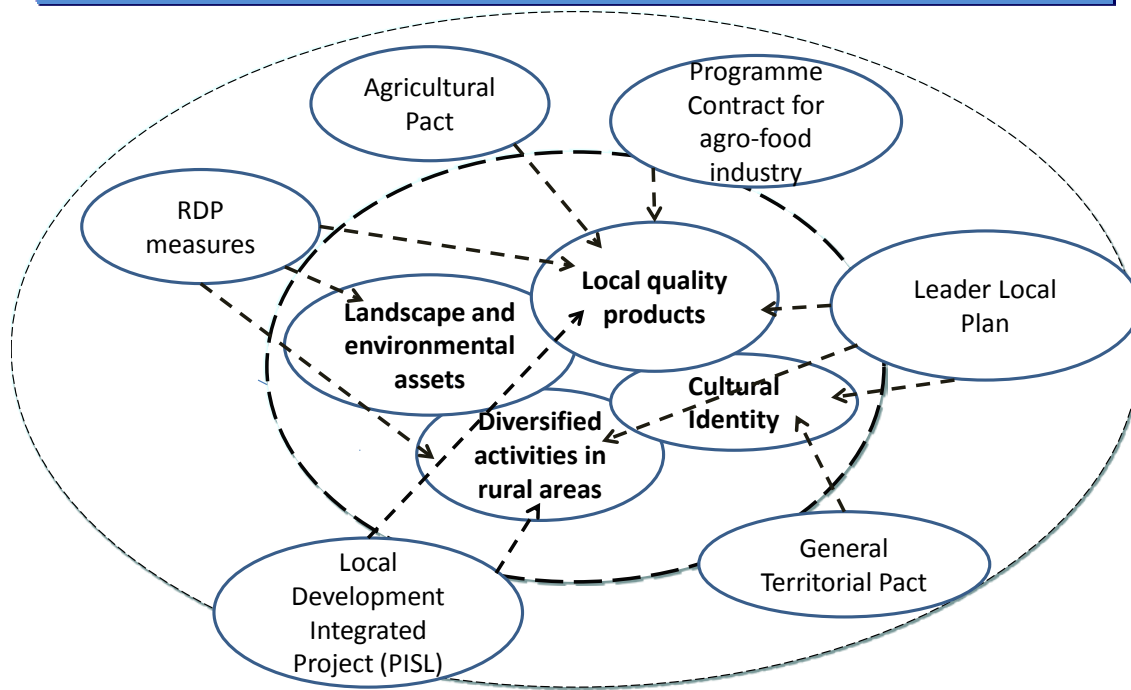 Agricultural
Pact
Programme
Contract for
agro-food
industry
RDP
measures
Local quality
products
Leader Local
Plan
Landscape and
environmental
assets
Cultural
Identity
Diversified
activities in
rural areas
General
Territorial Pact
Local
Development
Integrated
Project (PISL)